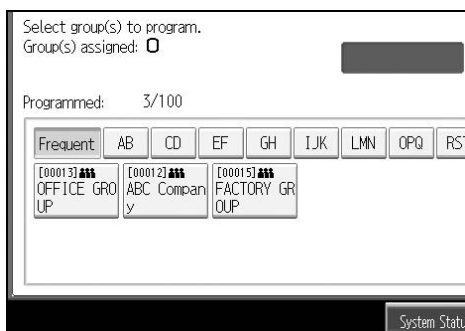 Select group(s) to program.
Group(s) assigned: 0
Programmed: 3/100
Frequent AB CD EF GH IJK LMN OPQ RST
[00013] [00012] [00015]
OFFICE GRO ABC Compan FACTORY GR
UP y OUP
System Statu